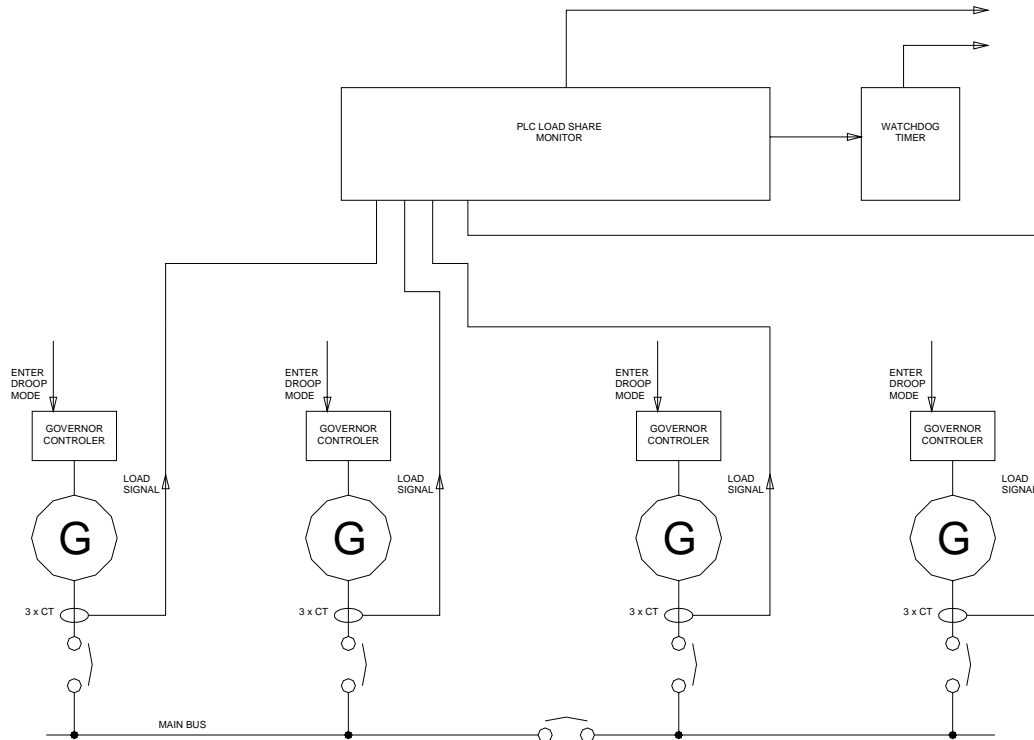 PLC LOAD SHARE
MONITOR
WATCHDOG
TIMER
ENTER
DROOP
MODE
ENTER
DROOP
MODE
ENTER
DROOP
MODE
ENTER
DROOP
MODE
GOVERNOR
CONTROLER
GOVERNOR
CONTROLER
GOVERNOR
CONTROLER
GOVERNOR
CONTROLER
LOAD
SIGNAL
LOAD
SIGNAL
LOAD
SIGNAL
LOAD
SIGNAL
G
G
G
G
3 x CT
3 x CT
3 x CT
3 x CT
MAIN BUS